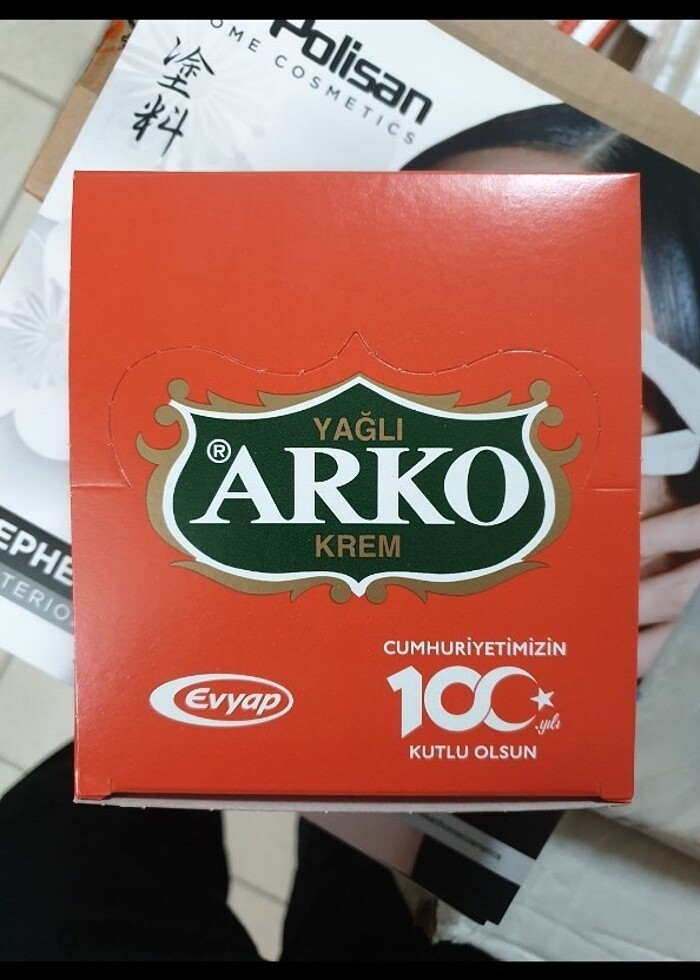 Polisan
OME COSMETICS
塗料
YAĞLI
®ARKO
KREM
CUMHURİYETİMİZİN
100
.yılı
KUTLU OLSUN
Evyap
EPHE
TERIO